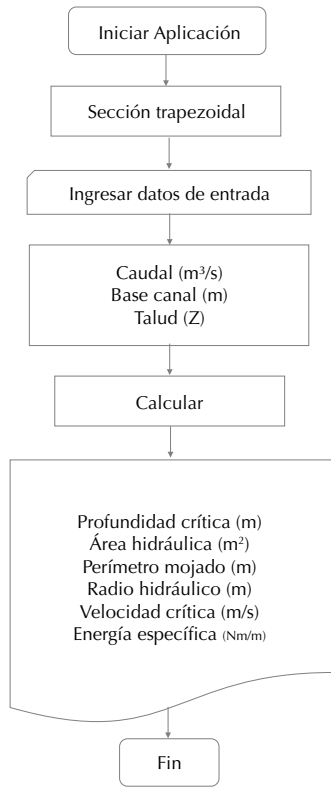 Iniciar Aplicación
Sección trapezoidal
Ingresar datos de entrada
Caudal (m³/s)
Base canal (m)
Talud (Z)
Calcular
Profundidad crítica (m)
Área hidráulica (m²)
Perímetro mojado (m)
Radio hidráulico (m)
Velocidad crítica (m/s)
Energía específica (Nm/m)
Fin